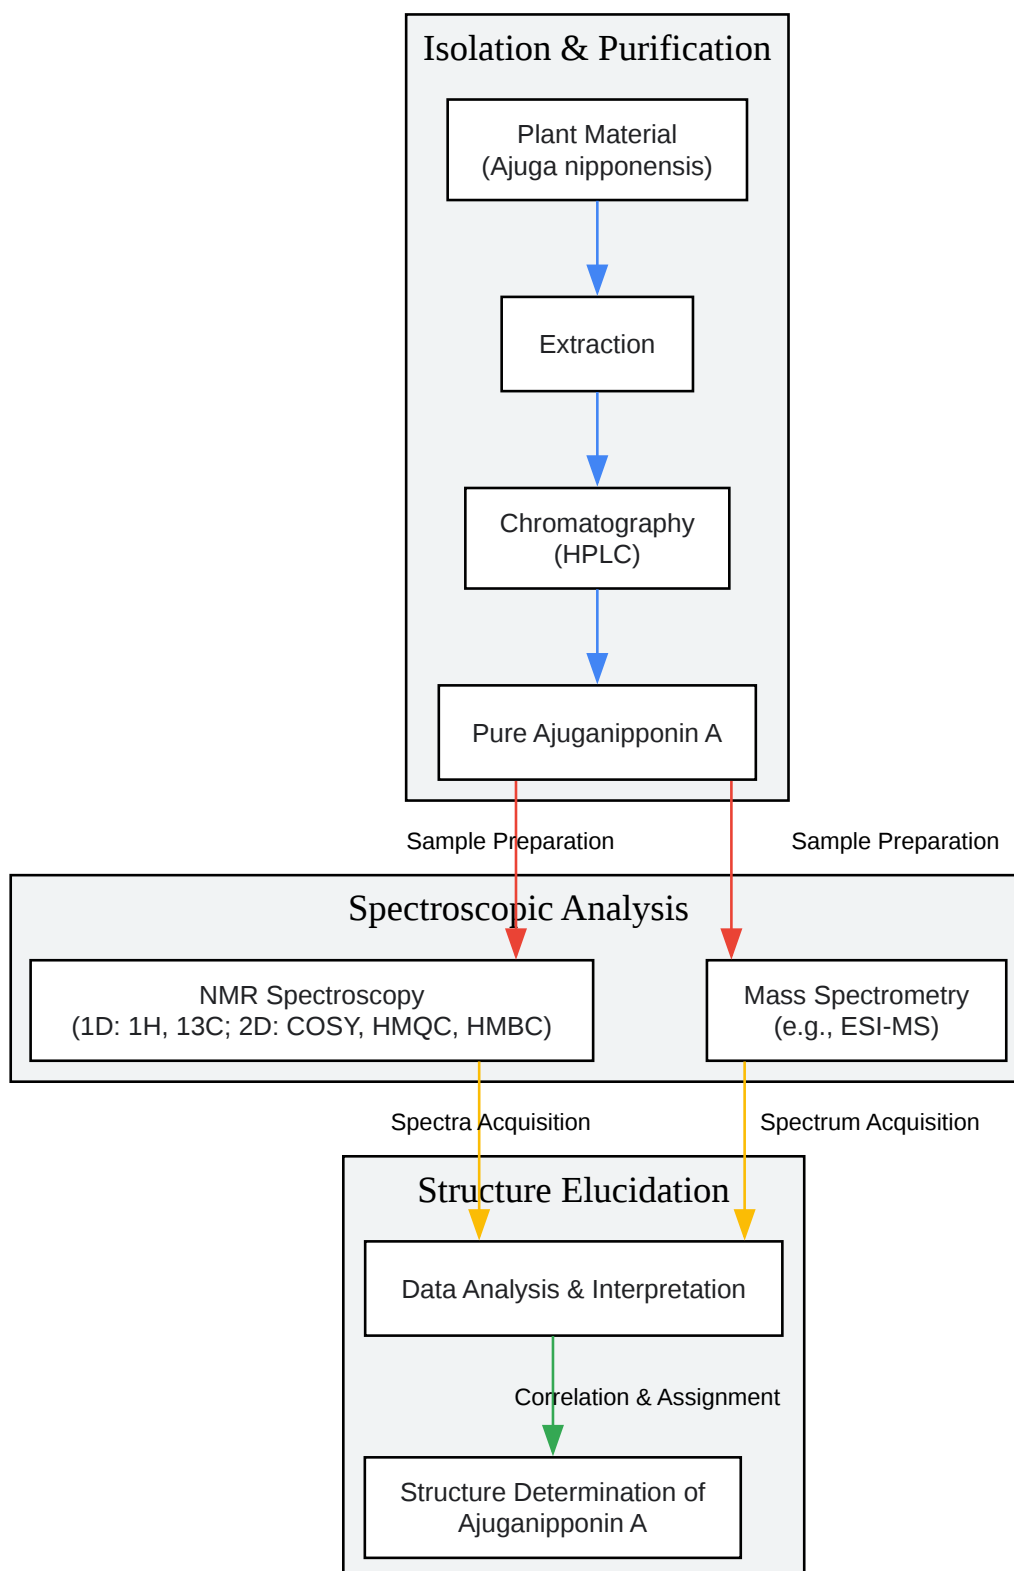 Isolation & Purification
Plant Material
(Ajuga nipponensis)
Extraction
Chromatography
(HPLC)
Pure Ajuganipponin A
Sample Preparation
Sample Preparation
Spectroscopic Analysis
NMR Spectroscopy
(1D: 1H, 13C; 2D: COSY, HMQC, HMBC)
Mass Spectrometry
(e.g., ESI-MS)
Spectra Acquisition
Spectrum Acquisition
Structure Elucidation
Data Analysis & Interpretation
Correlation & Assignment
Structure Determination of
Ajuganipponin A